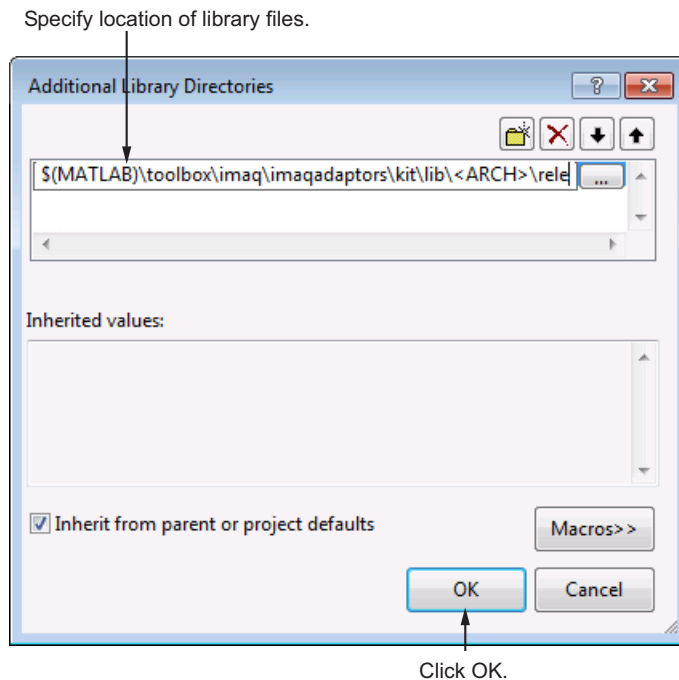 Specify location of library files.
Additional Library Directories
$(MATLAB)\toolbox\imaq\imaqadaptors\kit\lib\<ARCH>\rele
...
Inherited values:
Inherit from parent or project defaults
Macros>>
OK
Cancel
Click OK.